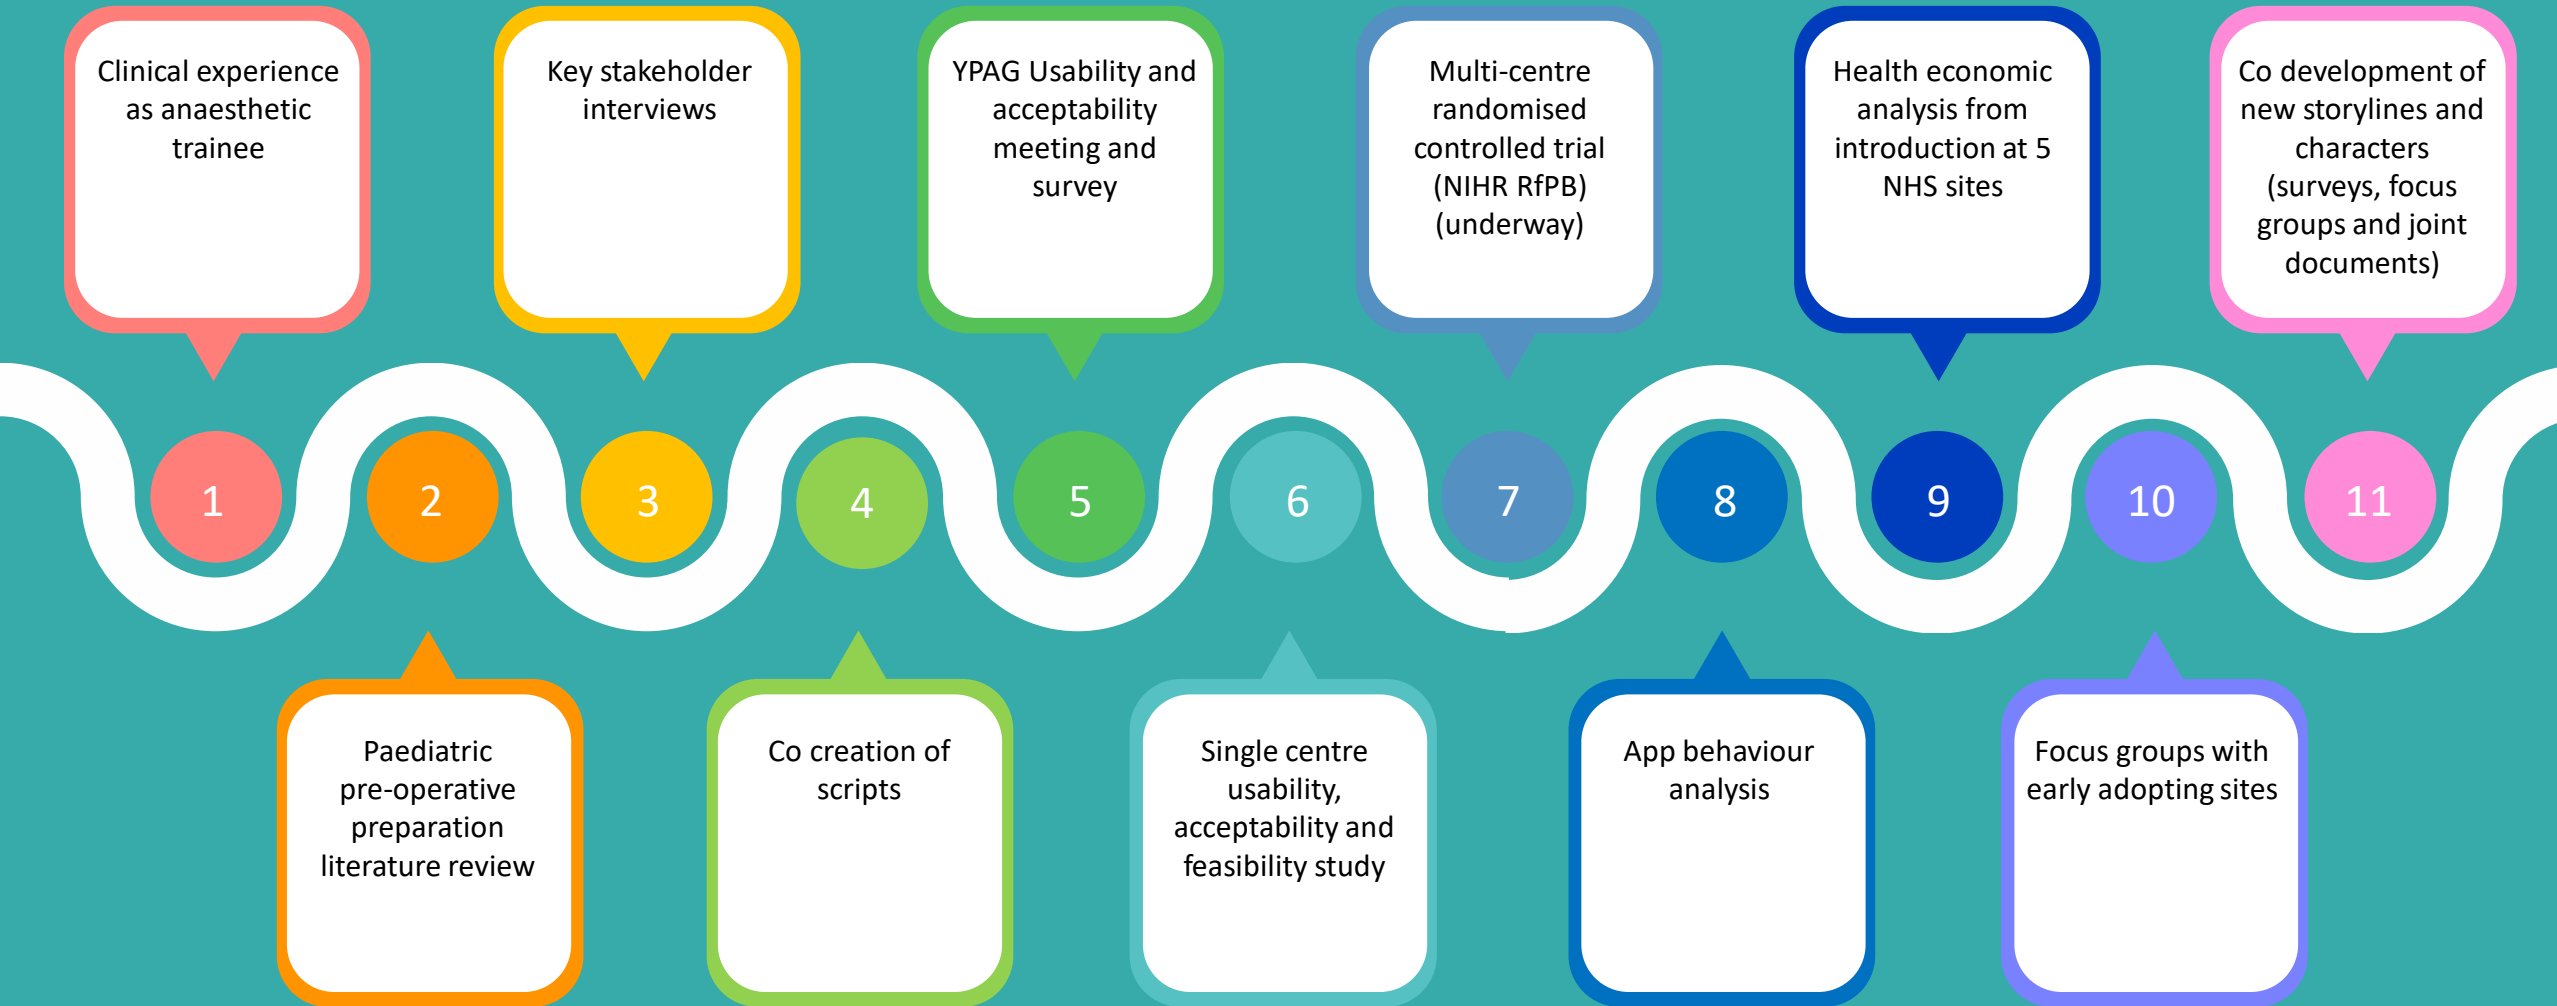 Clinical experience
as anaesthetic
trainee
Key stakeholder
interviews
YPAG Usability and
acceptability
meeting and
survey
Multi-centre
randomised
controlled trial
(NIHR RfPB)
(underway)
Health economic
analysis from
introduction at 5
NHS sites
Co development of
new storylines and
characters
(surveys, focus
groups and joint
documents)
1
2
3
4
5
6
7
8
9
10
11
Paediatric
pre-operative
preparation
literature review
Co creation of
scripts
Single centre
usability,
acceptability and
feasibility study
App behaviour
analysis
Focus groups with
early adopting sites